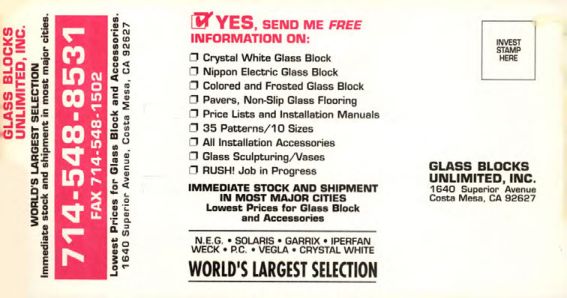 GLASS BLOCKS
UNLIMITED, INC.
WORLD'S LARGEST SELECTION
Immediate stock and shipment in most major cities.
714-548-8531
FAX 714-548-1502
Lowest Prices for Glass Block and Accessories.
1640 Superior Avenue, Costa Mesa, CA 92627
YES, SEND ME FREE
INFORMATION ON:
Crystal White Glass Block
Nippon Electric Glass Block
Colored and Frosted Glass Block
Pavers, Non-Slip Glass Flooring
Price Lists and Installation Manuals
35 Patterns/10 Sizes
All Installation Accessories
Glass Sculpturing/Vases
RUSH! Job in Progress
IMMEDIATE STOCK AND SHIPMENT
IN MOST MAJOR CITIES
Lowest Prices for Glass Block
and Accessories
N.E.G. • SOLARIS • GARRIX • IPERFAN
WECK • P.C. • VEGLA • CRYSTAL WHITE
WORLD'S LARGEST SELECTION
INVEST
STAMP
HERE
GLASS BLOCKS
UNLIMITED, INC.
1640 Superior Avenue
Costa Mesa, CA 92627